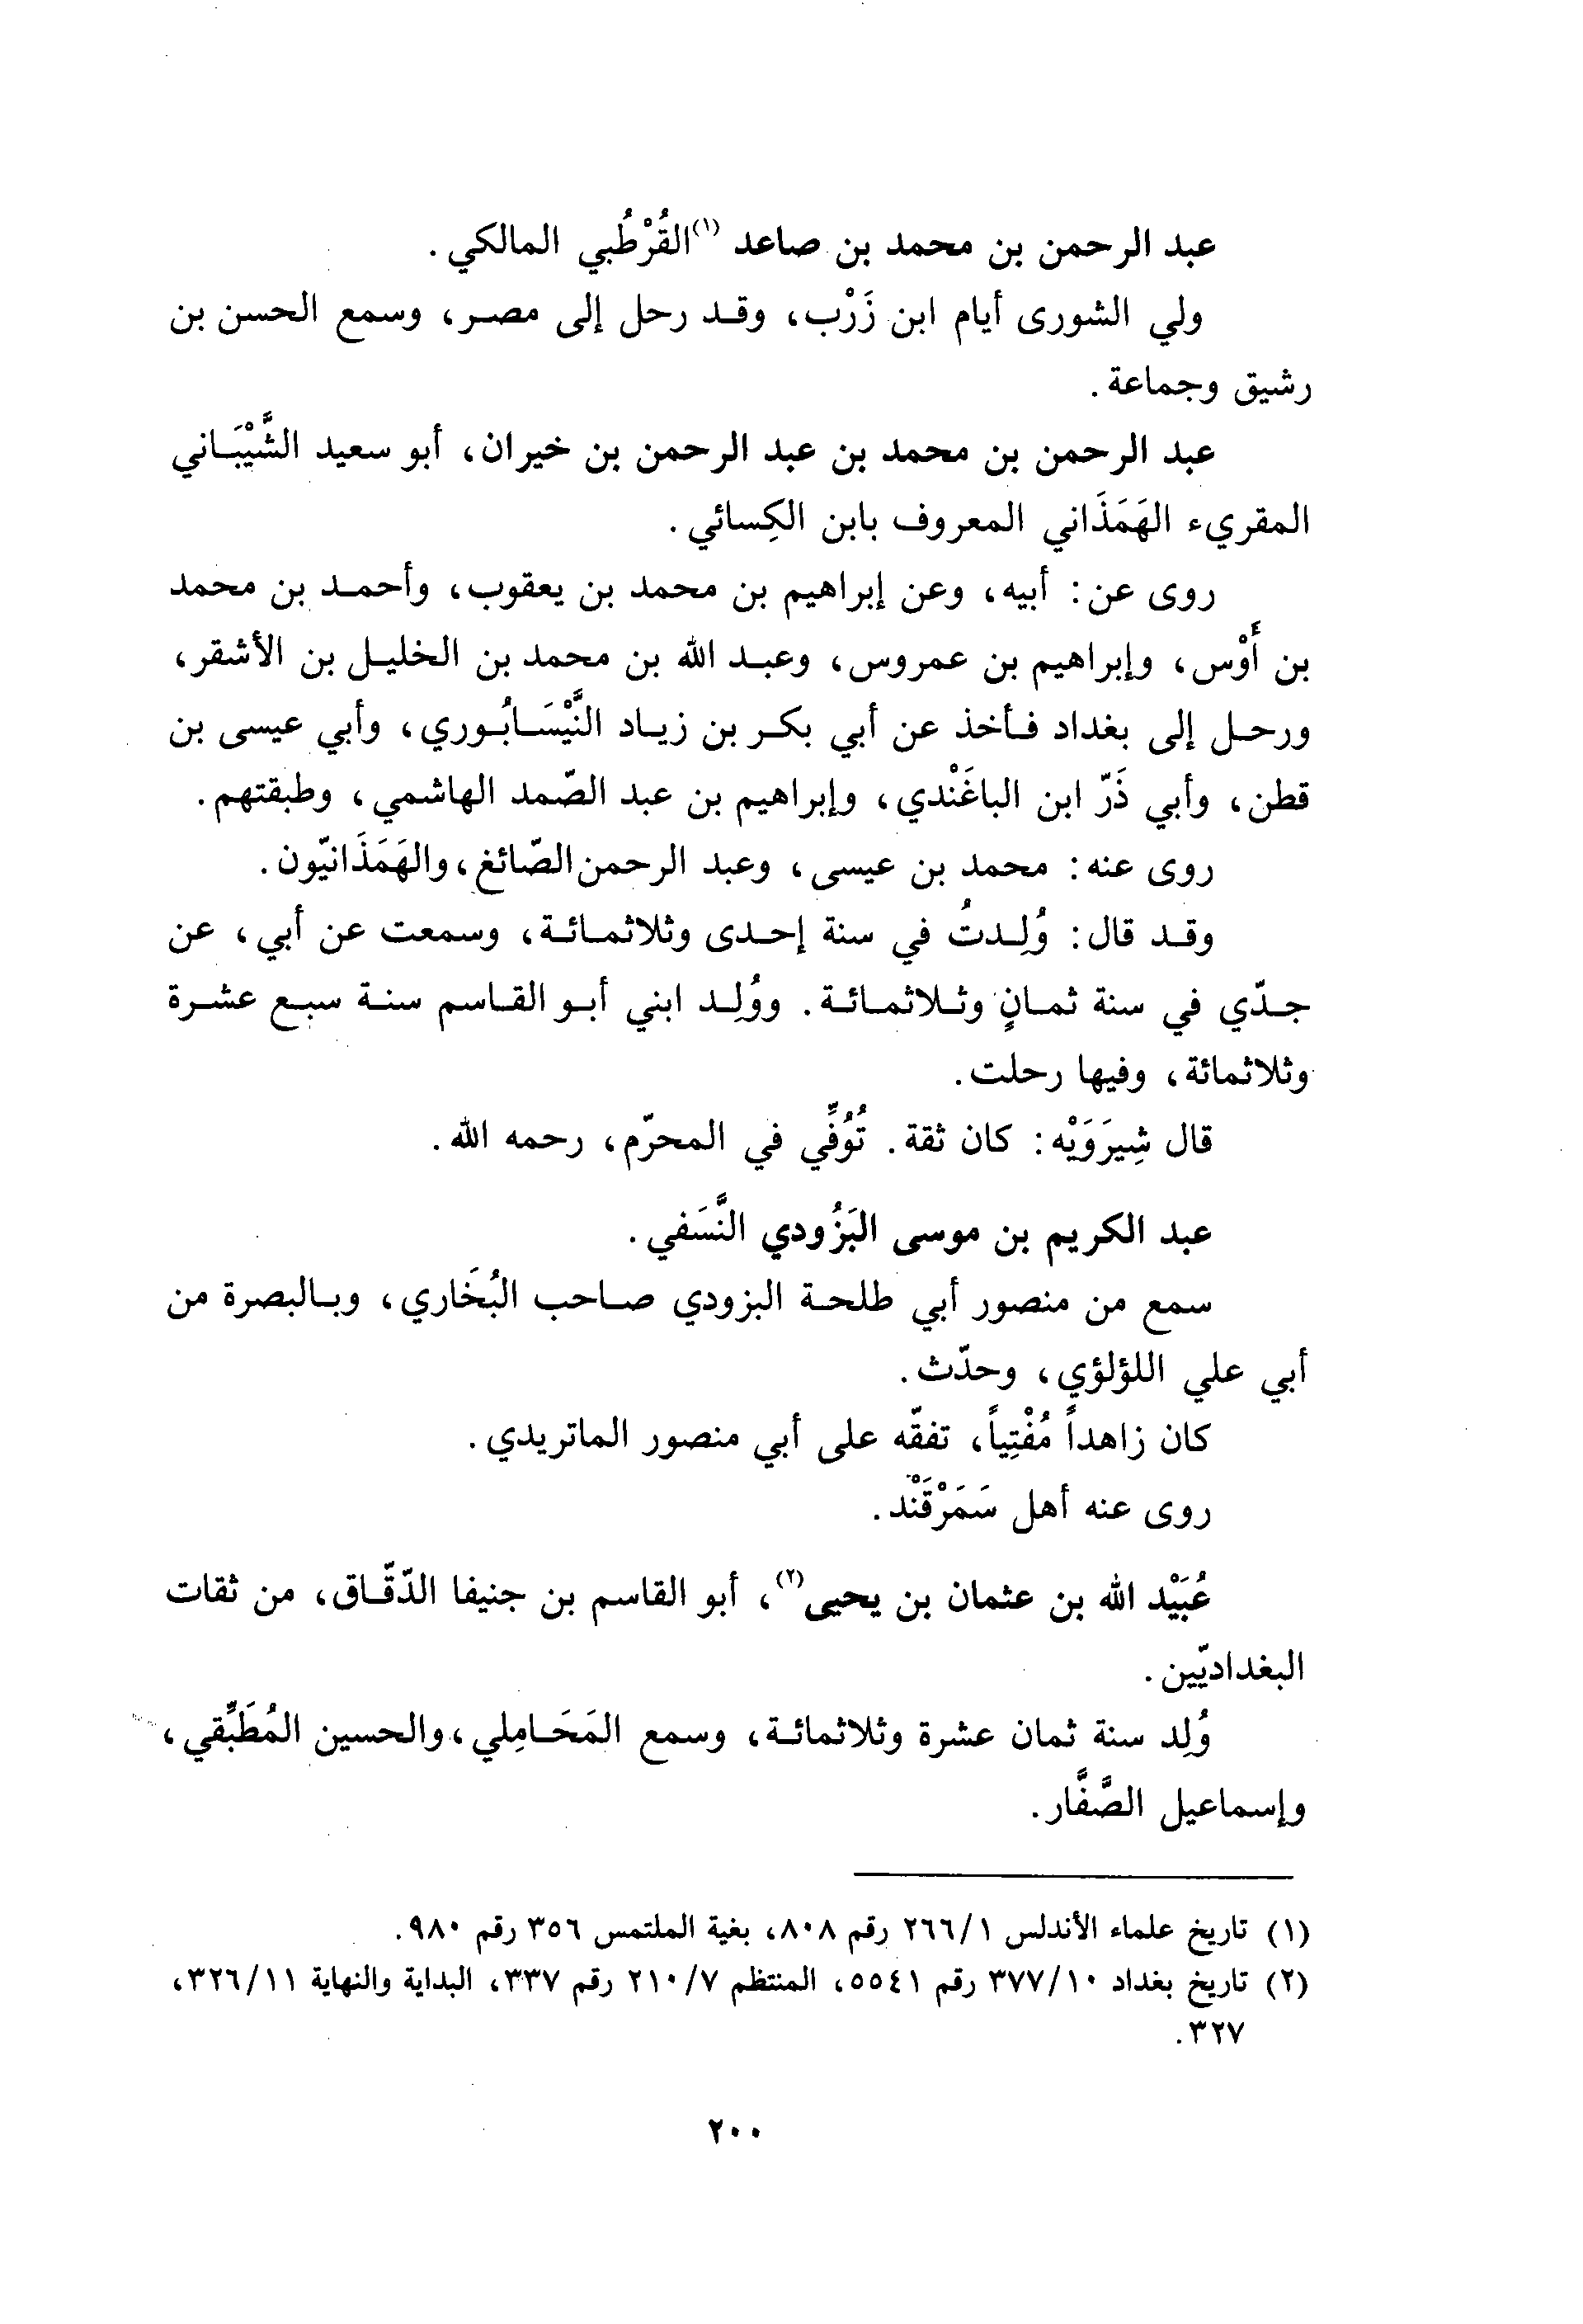 عبد الرحمن بن محمد بن صاعد (١) القُرْطُبي المالكي.
ولي الشورى أيام ابن زَرْب، وقد رحل إلى مصر، وسمع الحسن بن
رشيق وجماعة.
عبد الرحمن بن محمد بن عبد الرحمن بن خيران، أبو سعيد الشَّيْبَاني
المقريء الهَمَذَاني المعروف بابن الكِسائي.
روى عن: أبيه، وعن إبراهيم بن محمد بن يعقوب، وأحمد بن محمد
بن أَوْس، وإبراهيم بن عمروس، وعبد الله بن محمد بن الخليل بن الأشقر،
ورحل إلى بغداد فأخذ عن أبي بكر بن زياد النَّيْسَابُوري، وأبي عيسى بن
قطن، وأبي ذَرّ ابن الباغَنْدي، وإبراهيم بن عبد الصّمد الهاشمي، وطبقتهم.
روى عنه: محمد بن عيسى، وعبد الرحمن الصّائغ، والهَمَذَانيّون.
وقد قال: وُلِدتُ في سنة إحدى وثلاثمائة، وسمعت عن أبي، عن
جدّي في سنة ثمانٍ وثلاثمائة. ووُلِد ابني أبو القاسم سنة سبع عشرة
وثلاثمائة، وفيها رحلت.
قال شِيرَوَيْه: كان ثقة. تُوُفِّي في المحرّم، رحمه الله.
عبد الكريم بن موسى البَزُودي النَّسَفي.
سمع من منصور أبي طلحة البزودي صاحب البُخَاري، وبالبصرة من
أبي علي اللؤلؤي، وحدّث.
كان زاهداً مُفْتِياً، تفقّه على أبي منصور الماتريدي.
روى عنه أهل سَمَرْقَنْد.
عُبَيْد الله بن عثمان بن يحيى (٢)، أبو القاسم بن جنيفا الدّقّاق، من ثقات
البغداديّين.
وُلِد سنة ثمان عشرة وثلاثمائة، وسمع المَحَامِلي، والحسين المُطَبِّقي،
وإسماعيل الصَّفَّار.
(١) تاريخ علماء الأندلس ٢٦٦/١ رقم ٨٠٨، بغية الملتمس ٣٥٦ رقم ٩٨٠.
(٢) تاريخ بغداد ٣٧٧/١٠ رقم ٥٥٤١، المنتظم ٢١٠/٧ رقم ٣٣٧، البداية والنهاية ٣٢٦/١١،
٣٢٧.
٢٠٠